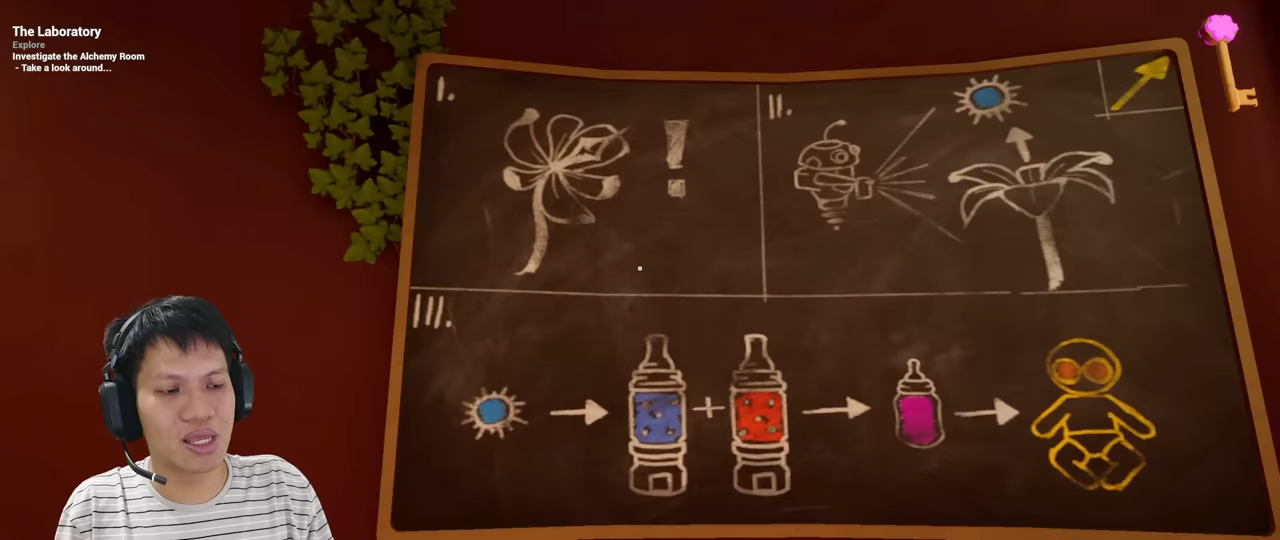 The Laboratory
Explore
Investigate the Alchemy Room
- Take a look around...
I.
!
II.
III.
+